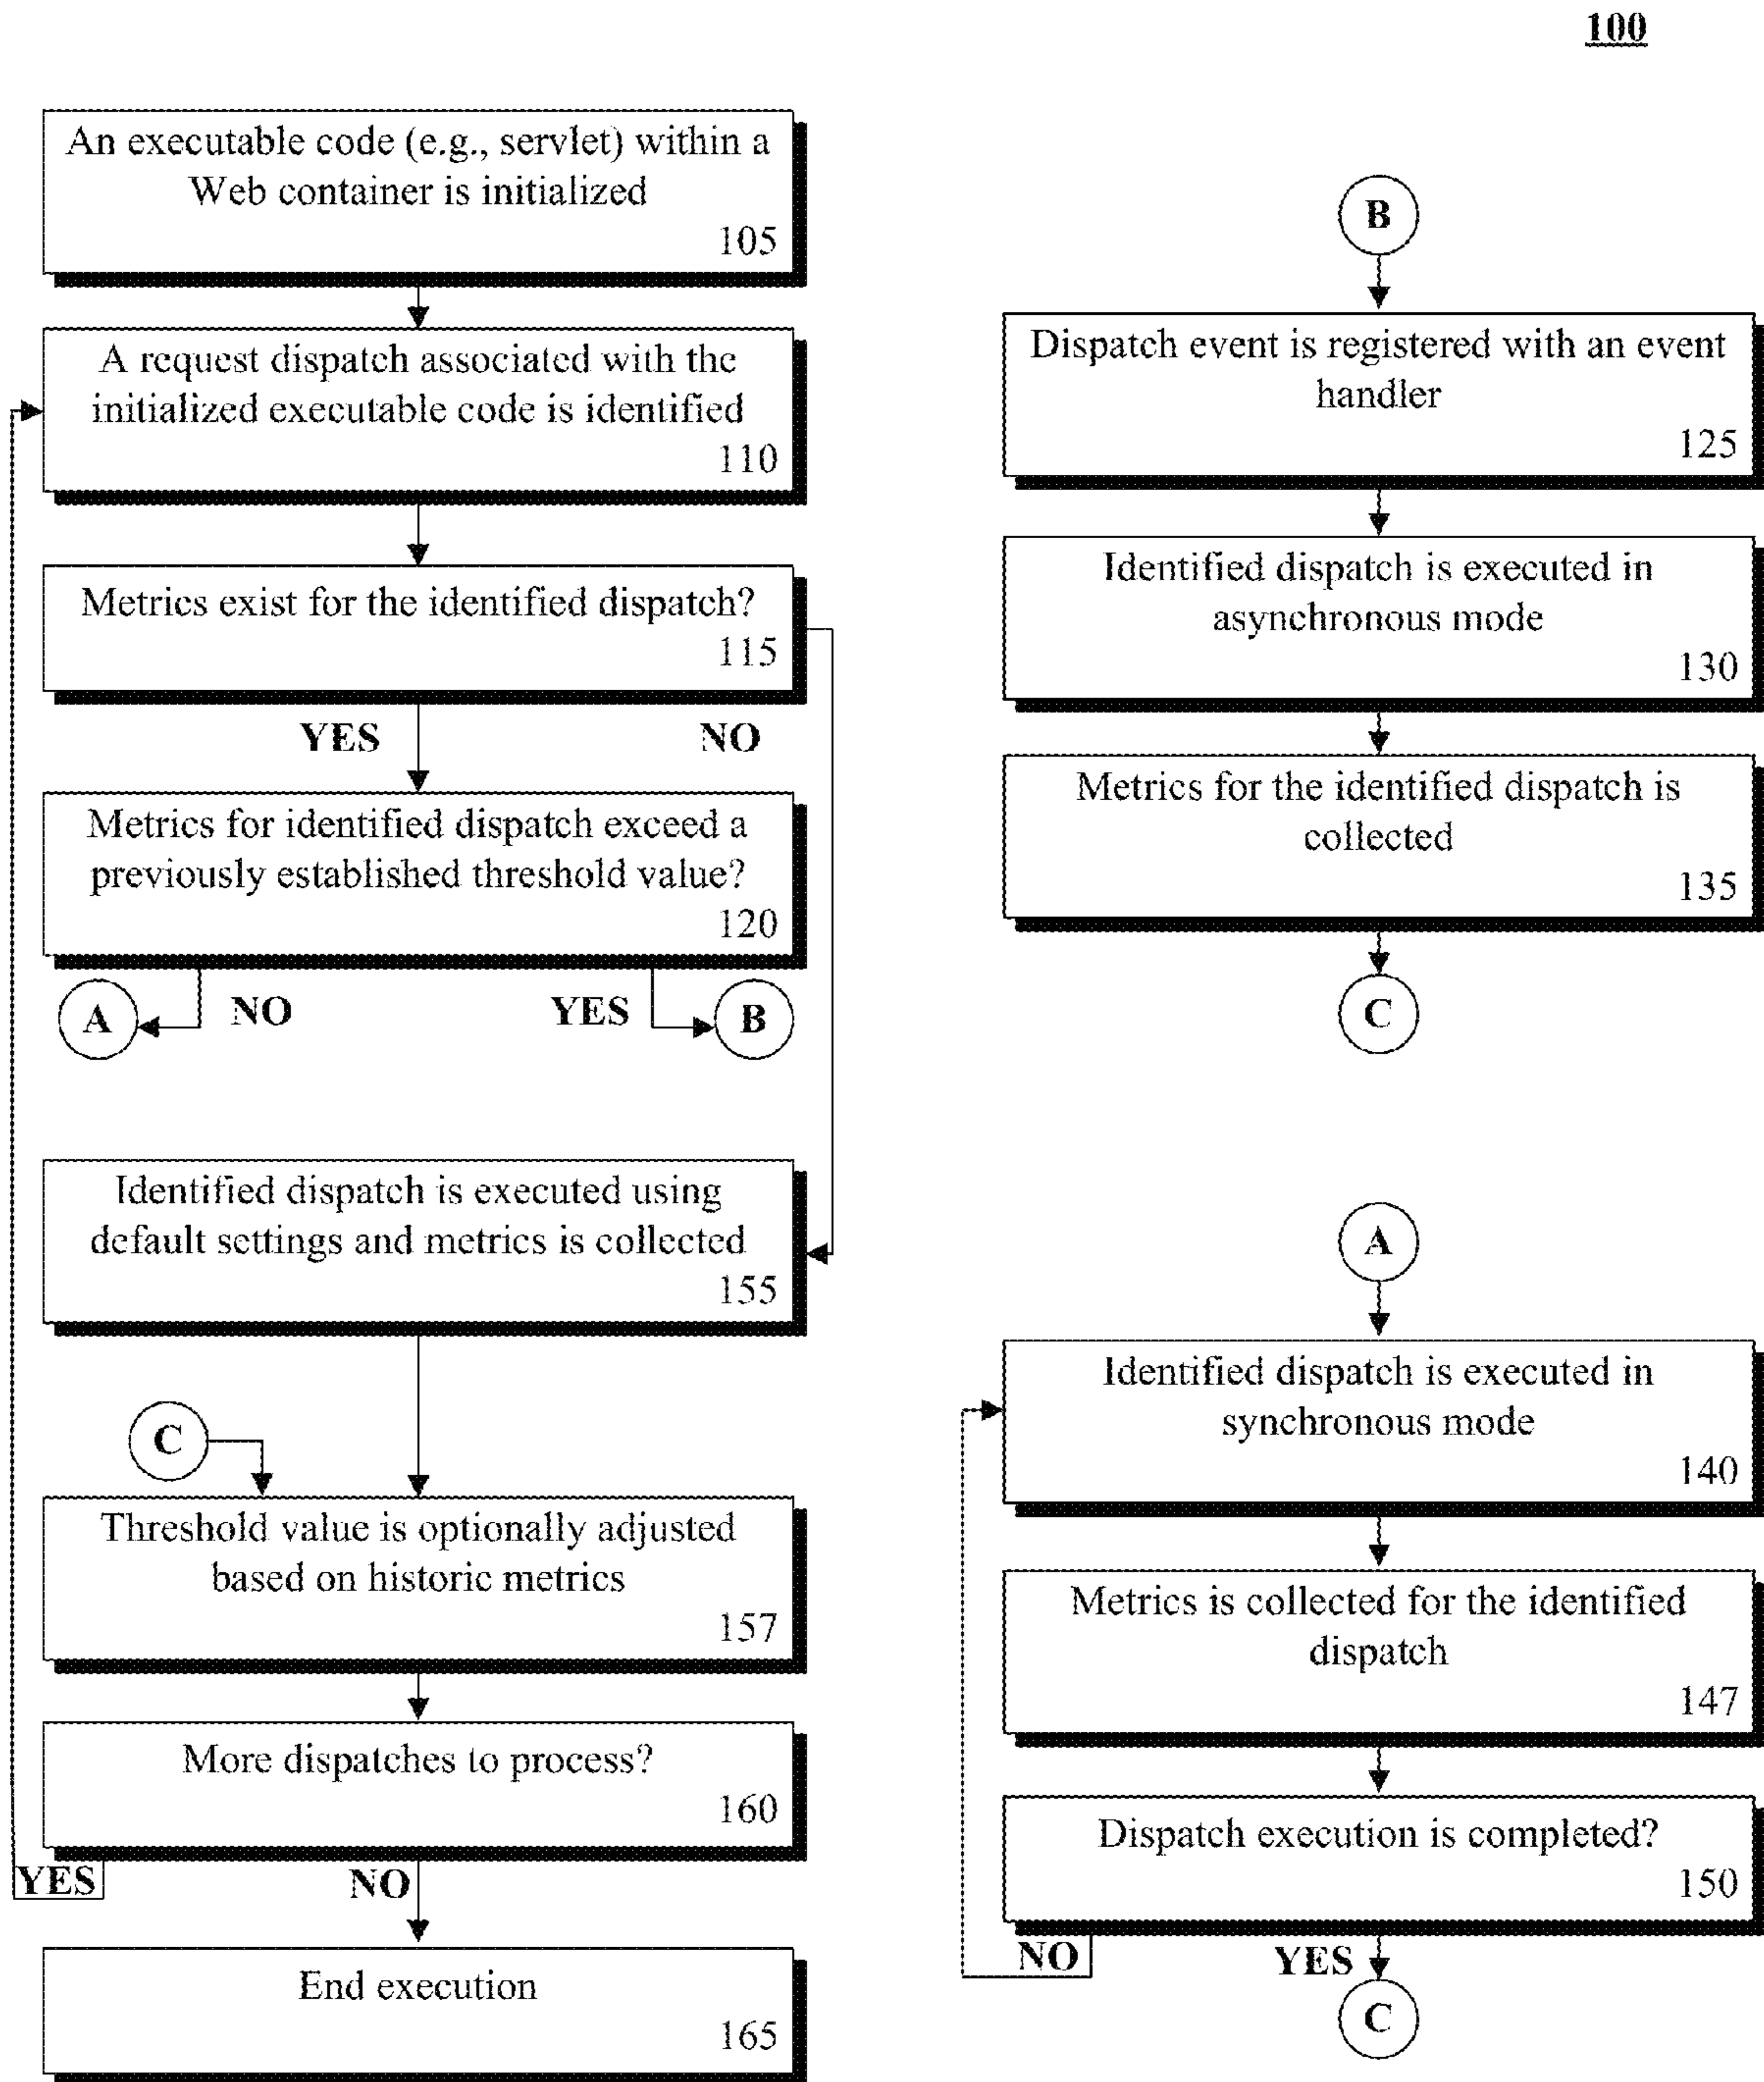 100
An executable code (e.g., servlet) within a
Web container is initialized
105
A request dispatch associated with the
initialized executable code is identified
110
Metrics exist for the identified dispatch?
115
YES
NO
Metrics for identified dispatch exceed a
previously established threshold value?
120
A
NO
YES
B
Identified dispatch is executed using
default settings and metrics is collected
155
C
Threshold value is optionally adjusted
based on historic metrics
157
More dispatches to process?
160
YES
NO
End execution
165
B
Dispatch event is registered with an event
handler
125
Identified dispatch is executed in
asynchronous mode
130
Metrics for the identified dispatch is
collected
135
C
A
Identified dispatch is executed in
synchronous mode
140
Metrics is collected for the identified
dispatch
147
Dispatch execution is completed?
150
NO
YES
C